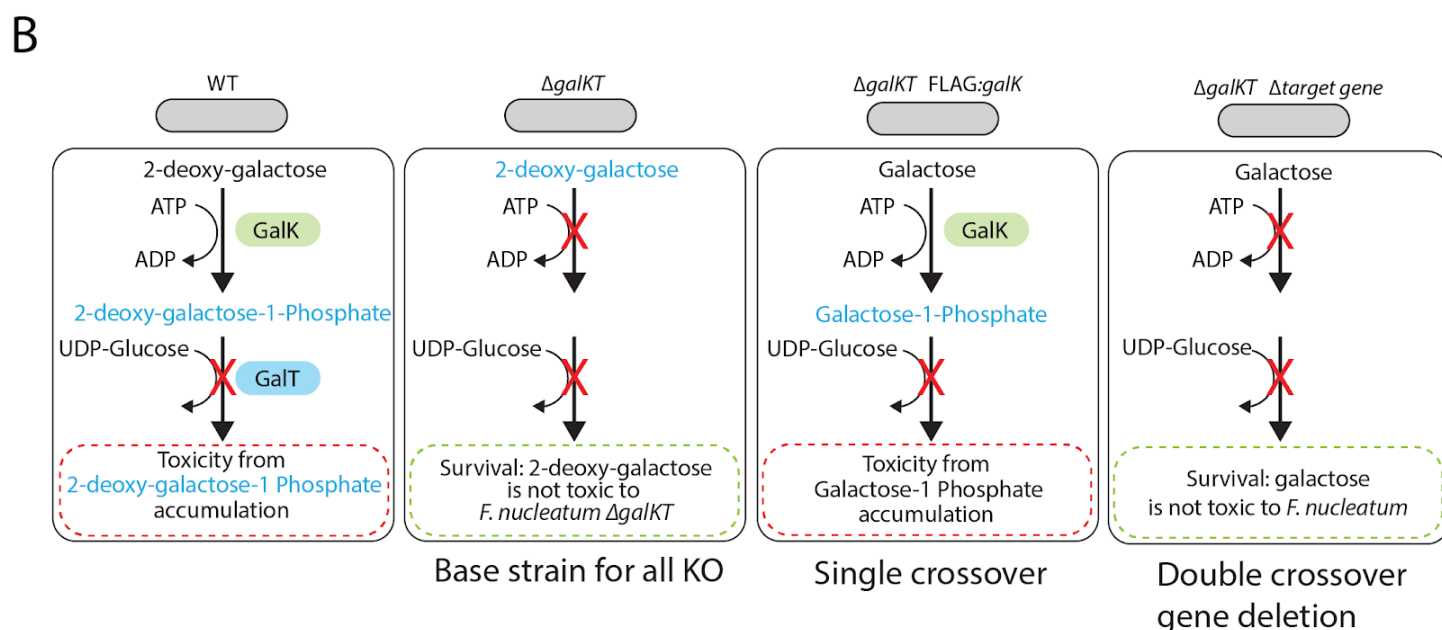 B
WT
2-deoxy-galactose
ATP
GalK
ADP
2-deoxy-galactose-1-Phosphate
UDP-Glucose
X
GalT
Toxicity from
2-deoxy-galactose-1 Phosphate
accumulation
ΔgalKT
2-deoxy-galactose
ATP
X
ADP
UDP-Glucose
X
Survival: 2-deoxy-galactose
is not toxic to
F. nucleatum ΔgalKT
Base strain for all KO
ΔgalKT FLAG:galK
Galactose
ATP
GalK
ADP
Galactose-1-Phosphate
UDP-Glucose
X
Toxicity from
Galactose-1 Phosphate
accumulation
Single crossover
ΔgalKT Δtarget gene
Galactose
ATP
X
ADP
UDP-Glucose
X
Survival: galactose
is not toxic to F. nucleatum
Double crossover
gene deletion